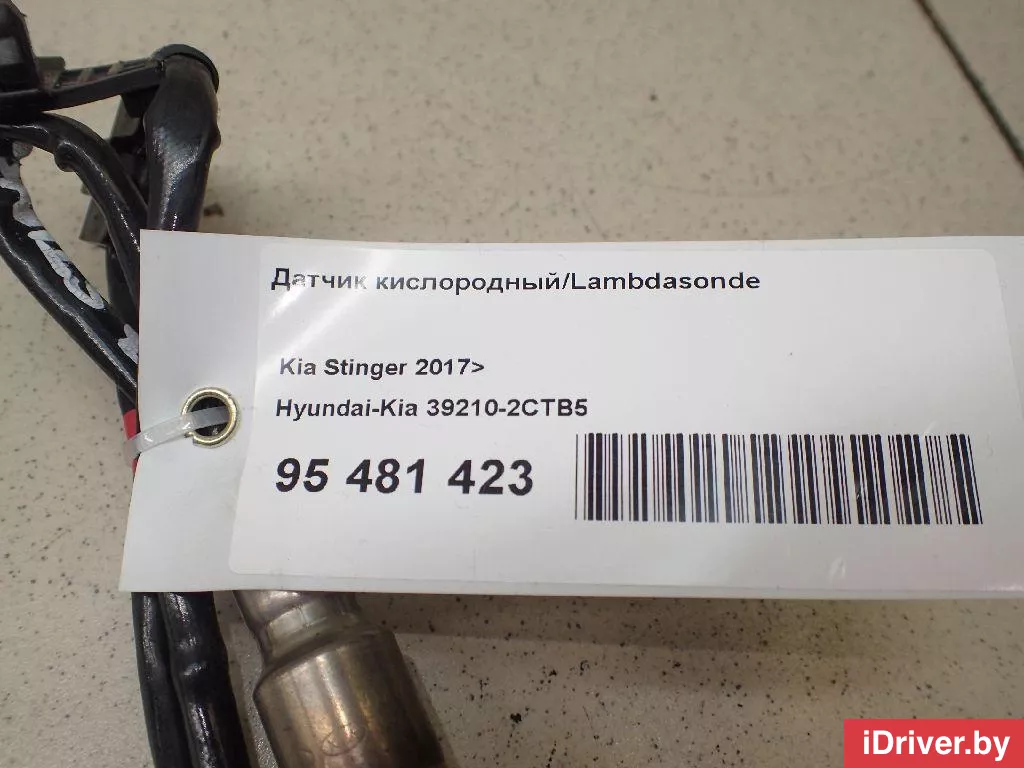 Датчик кислородный/Lambdasonde
Kia Stinger 2017>
Hyundai-Kia 39210-2CTB5
95 481 423
iDriver.by